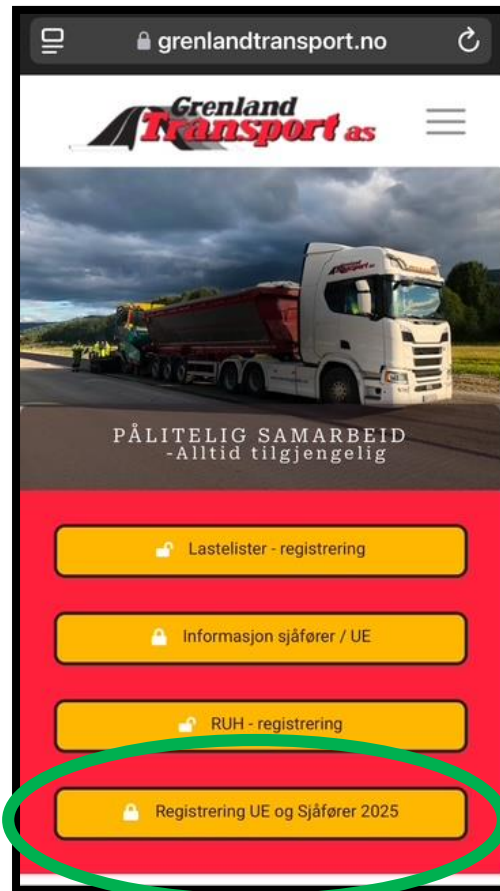 grenlandtransport.no
Grenland
Transport as
PÅLITELIG SAMARBEID
-Alltid tilgjengelig
Lastelister - registrering
Informasjon sjåfører / UE
RUH - registrering
Registrering UE og Sjåfører 2025